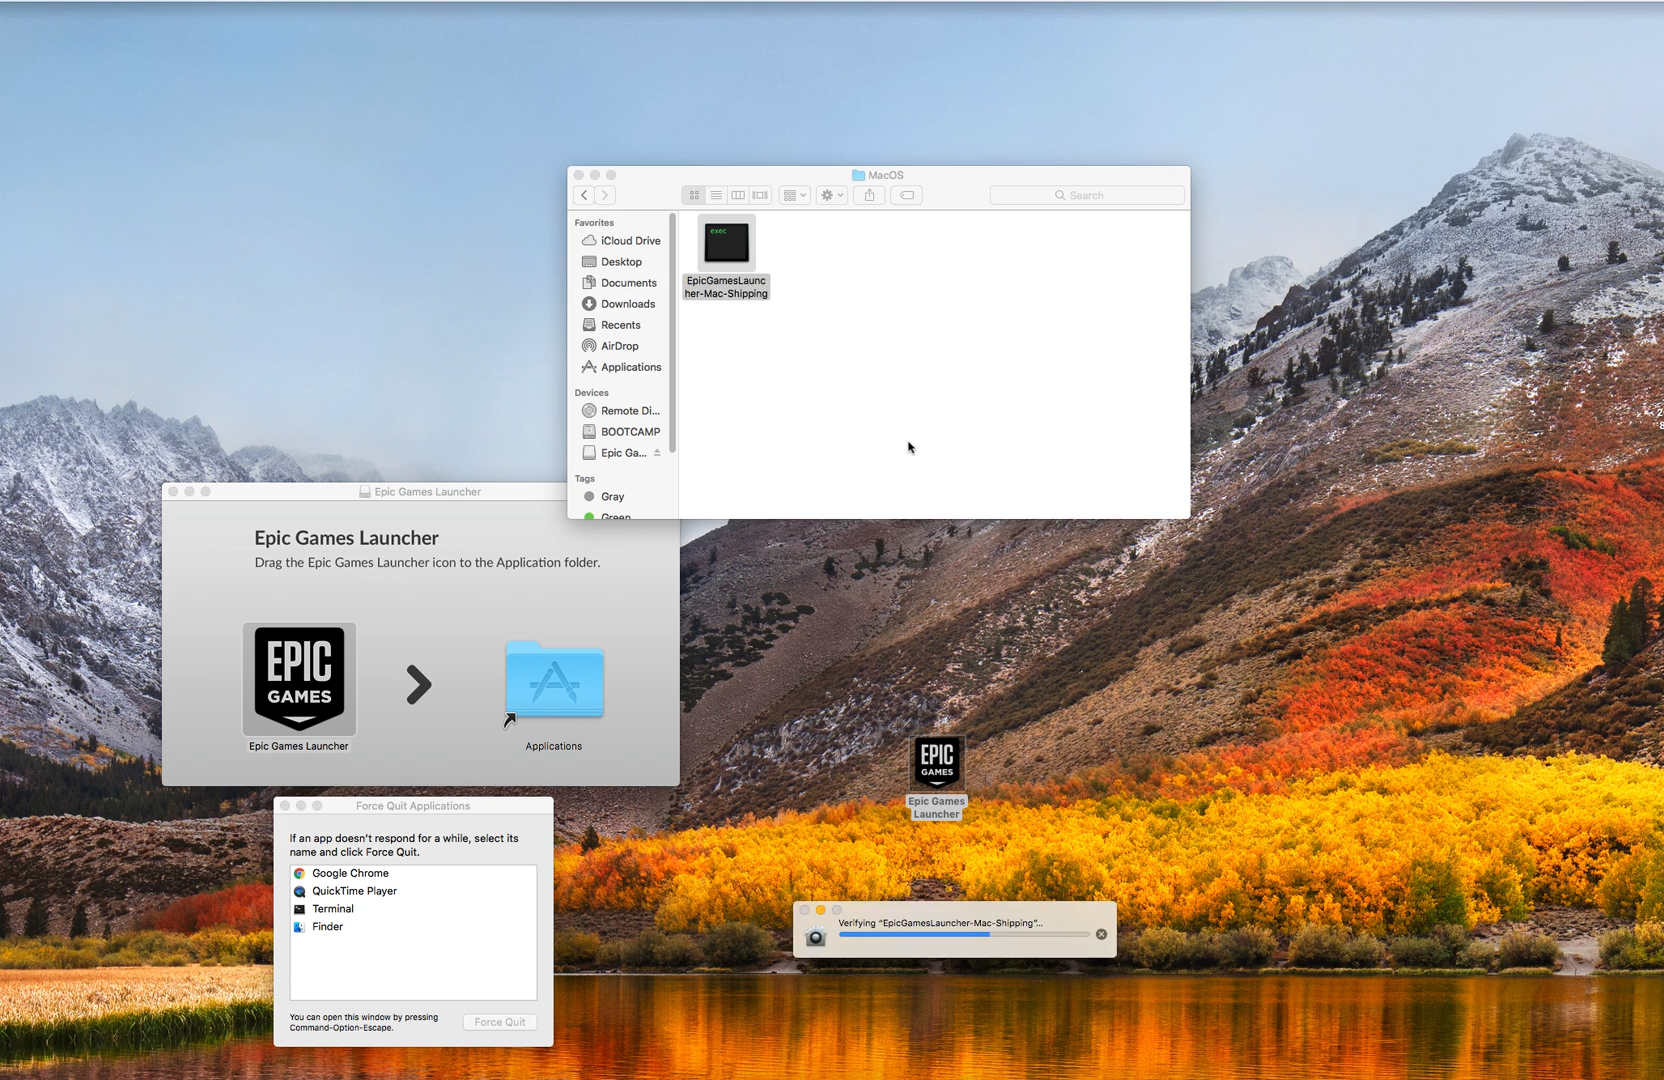 MacOS
Search
Favorites
iCloud Drive
Desktop
Documents
Downloads
Recents
AirDrop
Applications
Devices
Remote Di...
BOOTCAMP
Epic Ga...
Tags
Gray
Green
exec
EpicGamesLaunc
her-Mac-Shipping
Epic Games Launcher
Epic Games Launcher
Drag the Epic Games Launcher icon to the Application folder.
EPIC
GAMES
Epic Games Launcher
Applications
EPIC
GAMES
Epic Games
Launcher
Force Quit Applications
If an app doesn't respond for a while, select its
name and click Force Quit.
Google Chrome
QuickTime Player
Terminal
Finder
You can open this window by pressing
Command-Option-Escape.
Force Quit
Verifying “EpicGamesLauncher-Mac-Shipping”...